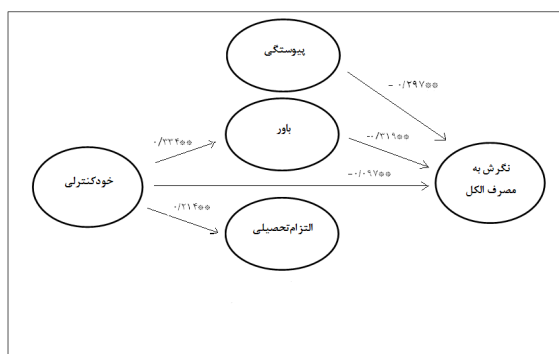 پیوستگی
- ۰/۲۹۷**
باور
۰/۳۳۴**
-۰/۳۱۹**
نگرش به
مصرف الکل
خودکنترلی
-۰/۰۹۷**
۰/۲۱۴**
التزام تحصیلی